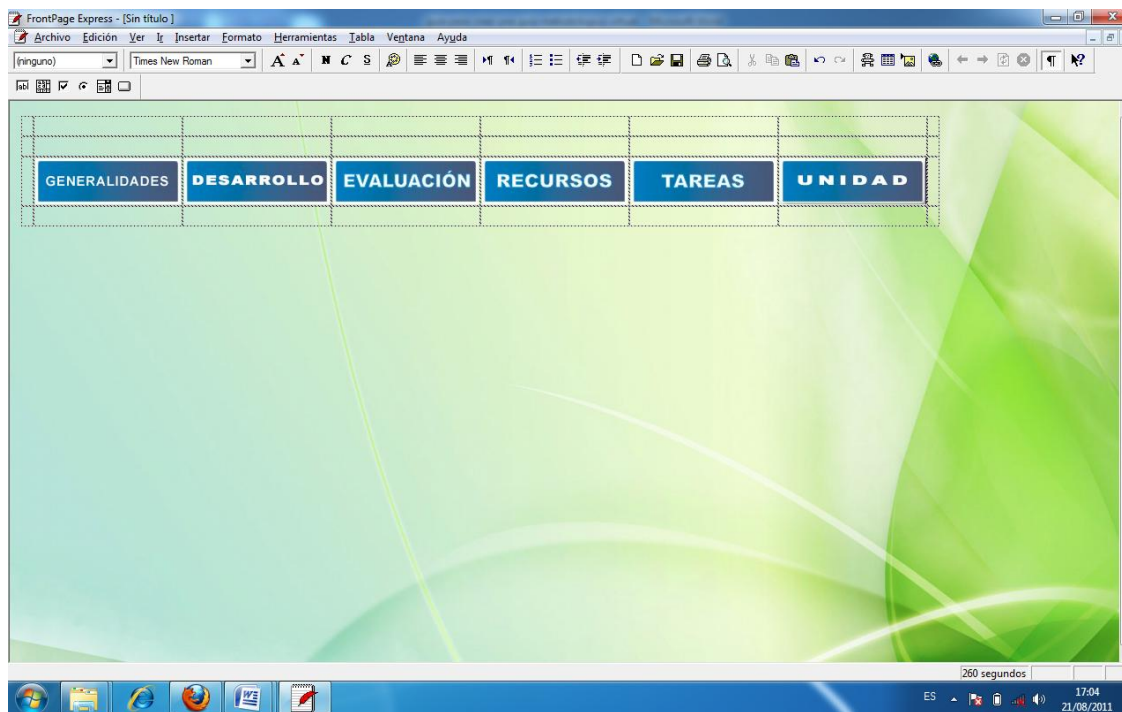 FrontPage Express - [Sin título ]
Archivo Edición Ver Ir Insertar Formato Herramientas Tabla Ventana Ayuda
(ninguno) Times New Roman A A N C S
GENERALIDADES DESARROLLO EVALUACIÓN RECURSOS TAREAS UNIDAD
260 segundos
ES 17:04
21/08/2011